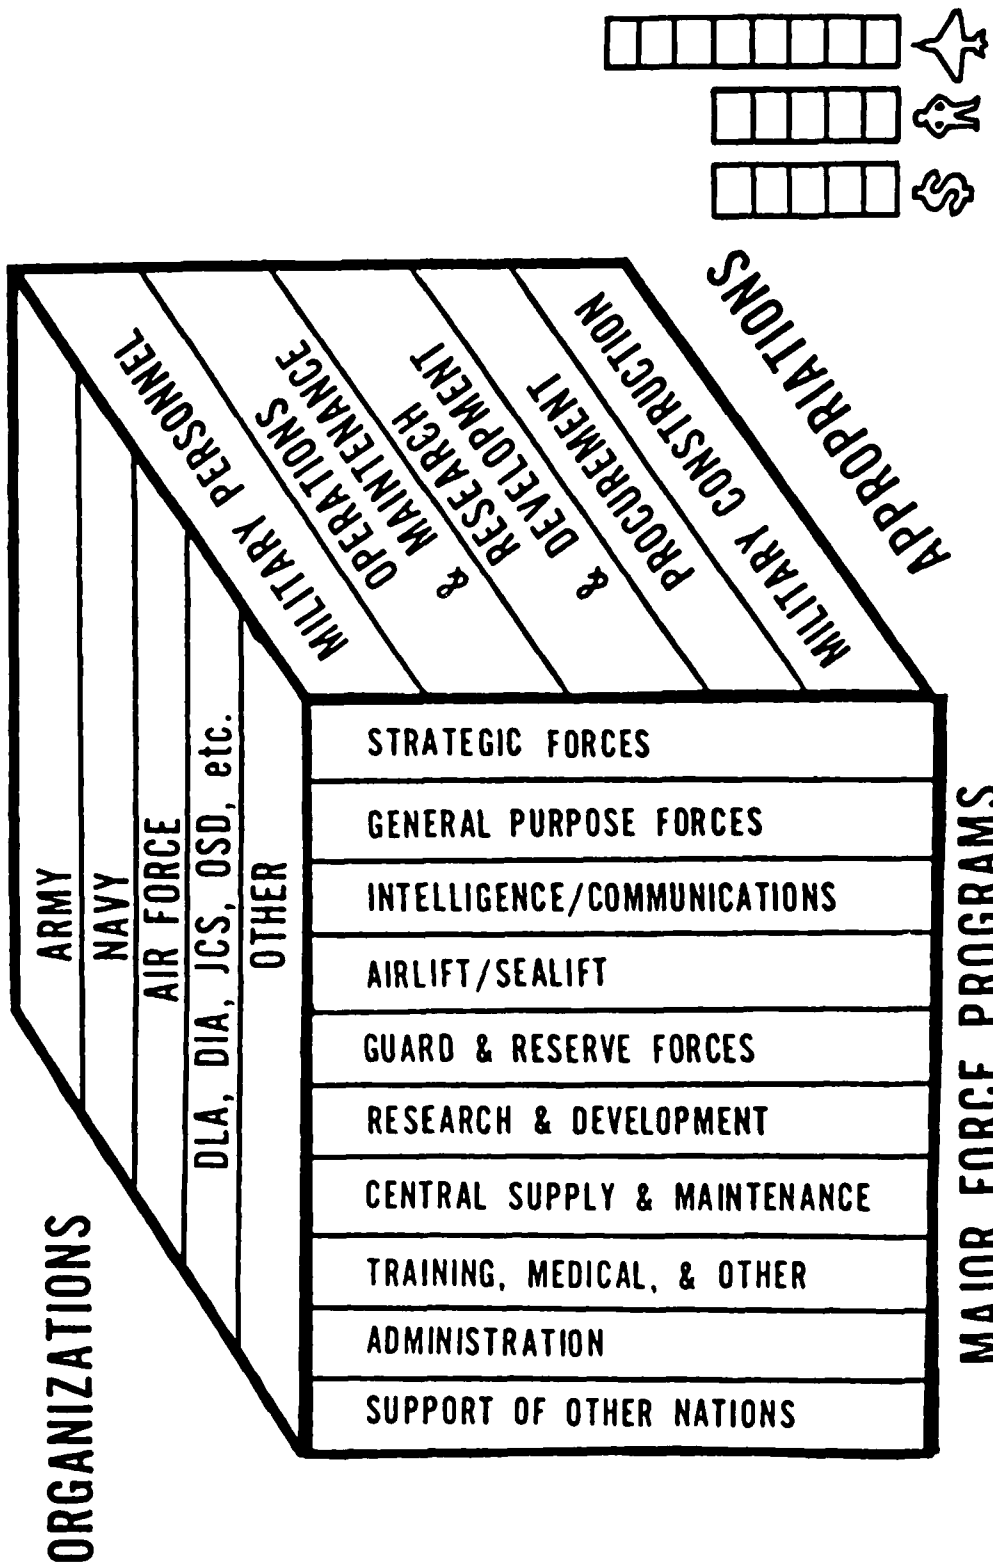 ORGANIZATIONS
ARMY
NAVY
AIR FORCE
DLA, DIA, JCS, OSD, etc.
OTHER
MILITARY PERSONNEL
OPERATIONS
& MAINTENANCE
RESEARCH
& DEVELOPMENT
PROCUREMENT
MILITARY CONSTRUCTION
APPROPRIATIONS
STRATEGIC FORCES
GENERAL PURPOSE FORCES
INTELLIGENCE/COMMUNICATIONS
AIRLIFT/SEALIFT
GUARD & RESERVE FORCES
RESEARCH & DEVELOPMENT
CENTRAL SUPPLY & MAINTENANCE
TRAINING, MEDICAL, & OTHER
ADMINISTRATION
SUPPORT OF OTHER NATIONS
MAJOR FORCE PROGRAMS
$